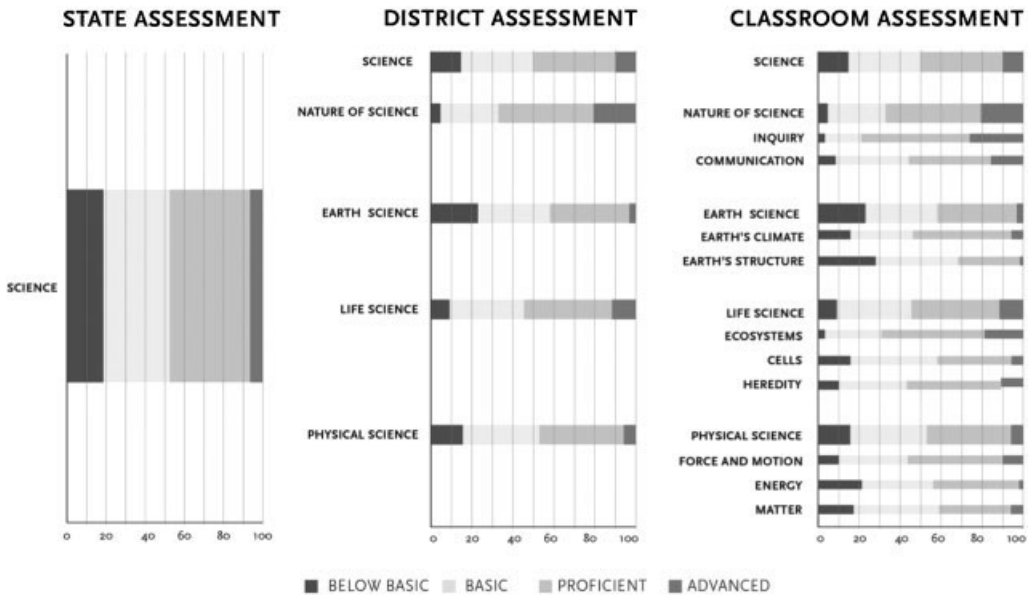 STATE ASSESSMENT
SCIENCE
0 20 40 60 80 100
DISTRICT ASSESSMENT
SCIENCE
NATURE OF SCIENCE
EARTH SCIENCE
LIFE SCIENCE
PHYSICAL SCIENCE
0 20 40 60 80 100
CLASSROOM ASSESSMENT
SCIENCE
NATURE OF SCIENCE
INQUIRY
COMMUNICATION
EARTH SCIENCE
EARTH'S CLIMATE
EARTH'S STRUCTURE
LIFE SCIENCE
ECOSYSTEMS
CELLS
HEREDITY
PHYSICAL SCIENCE
FORCE AND MOTION
ENERGY
MATTER
0 20 40 60 80 100
BELOW BASIC BASIC PROFICIENT ADVANCED